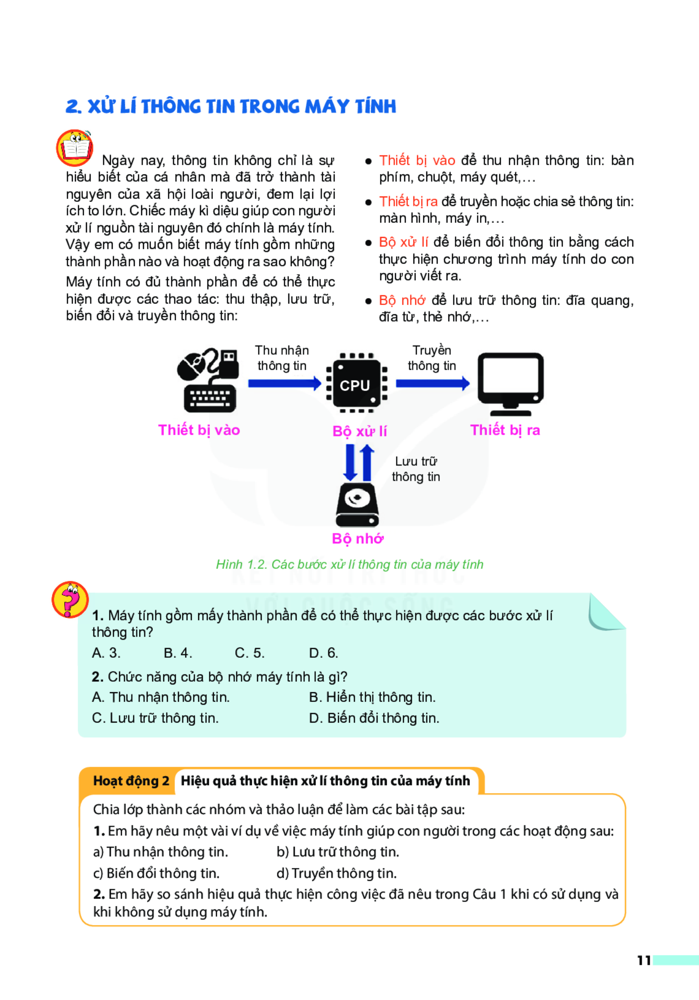 2. XỬ LÍ THÔNG TIN TRONG MÁY TÍNH
Ngày nay, thông tin không chỉ là sự
hiểu biết của cá nhân mà đã trở thành tài
nguyên của xã hội loài người, đem lại lợi
ích to lớn. Chiếc máy kì diệu giúp con người
xử lí nguồn tài nguyên đó chính là máy tính.
Vậy em có muốn biết máy tính gồm những
thành phần nào và hoạt động ra sao không?
Máy tính có đủ thành phần để có thể thực
hiện được các thao tác: thu thập, lưu trữ,
biến đổi và truyền thông tin:
● Thiết bị vào để thu nhận thông tin: bàn
phím, chuột, máy quét,...
● Thiết bị ra để truyền hoặc chia sẻ thông tin:
màn hình, máy in,...
● Bộ xử lí để biến đổi thông tin bằng cách
thực hiện chương trình máy tính do con
người viết ra.
● Bộ nhớ để lưu trữ thông tin: đĩa quang,
đĩa từ, thẻ nhớ,...
Thu nhận
thông tin
Truyền
thông tin
CPU
Thiết bị vào
Bộ xử lí
Thiết bị ra
Lưu trữ
thông tin
Bộ nhớ
Hình 1.2. Các bước xử lí thông tin của máy tính
KẾT NỐI TRI THỨC
VỚI CUỘC SỐNG
1. Máy tính gồm mấy thành phần để có thể thực hiện được các bước xử lí
thông tin?
A. 3. B. 4. C. 5. D. 6.
2. Chức năng của bộ nhớ máy tính là gì?
A. Thu nhận thông tin. B. Hiển thị thông tin.
C. Lưu trữ thông tin. D. Biến đổi thông tin.
Hoạt động 2 Hiệu quả thực hiện xử lí thông tin của máy tính
Chia lớp thành các nhóm và thảo luận để làm các bài tập sau:
1. Em hãy nêu một vài ví dụ về việc máy tính giúp con người trong các hoạt động sau:
a) Thu nhận thông tin. b) Lưu trữ thông tin.
c) Biến đổi thông tin. d) Truyền thông tin.
2. Em hãy so sánh hiệu quả thực hiện công việc đã nêu trong Câu 1 khi có sử dụng và
khi không sử dụng máy tính.
11